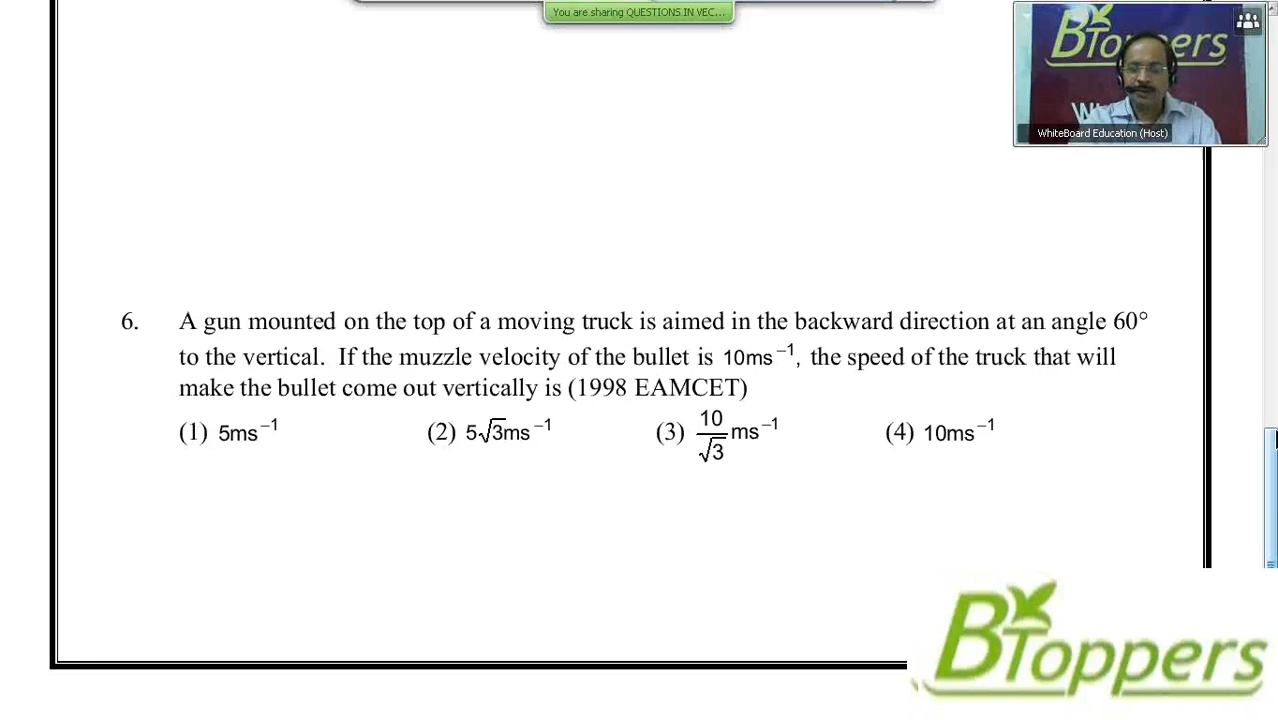 You are sharing QUESTIONS IN VEC...
BToppers
WhiteBoard Education (Host)
6. A gun mounted on the top of a moving truck is aimed in the backward direction at an angle 60°
to the vertical. If the muzzle velocity of the bullet is 10ms⁻¹, the speed of the truck that will
make the bullet come out vertically is (1998 EAMCET)
(1) 5ms⁻¹ (2) 5√3ms⁻¹ (3) 10/√3 ms⁻¹ (4) 10ms⁻¹
BToppers